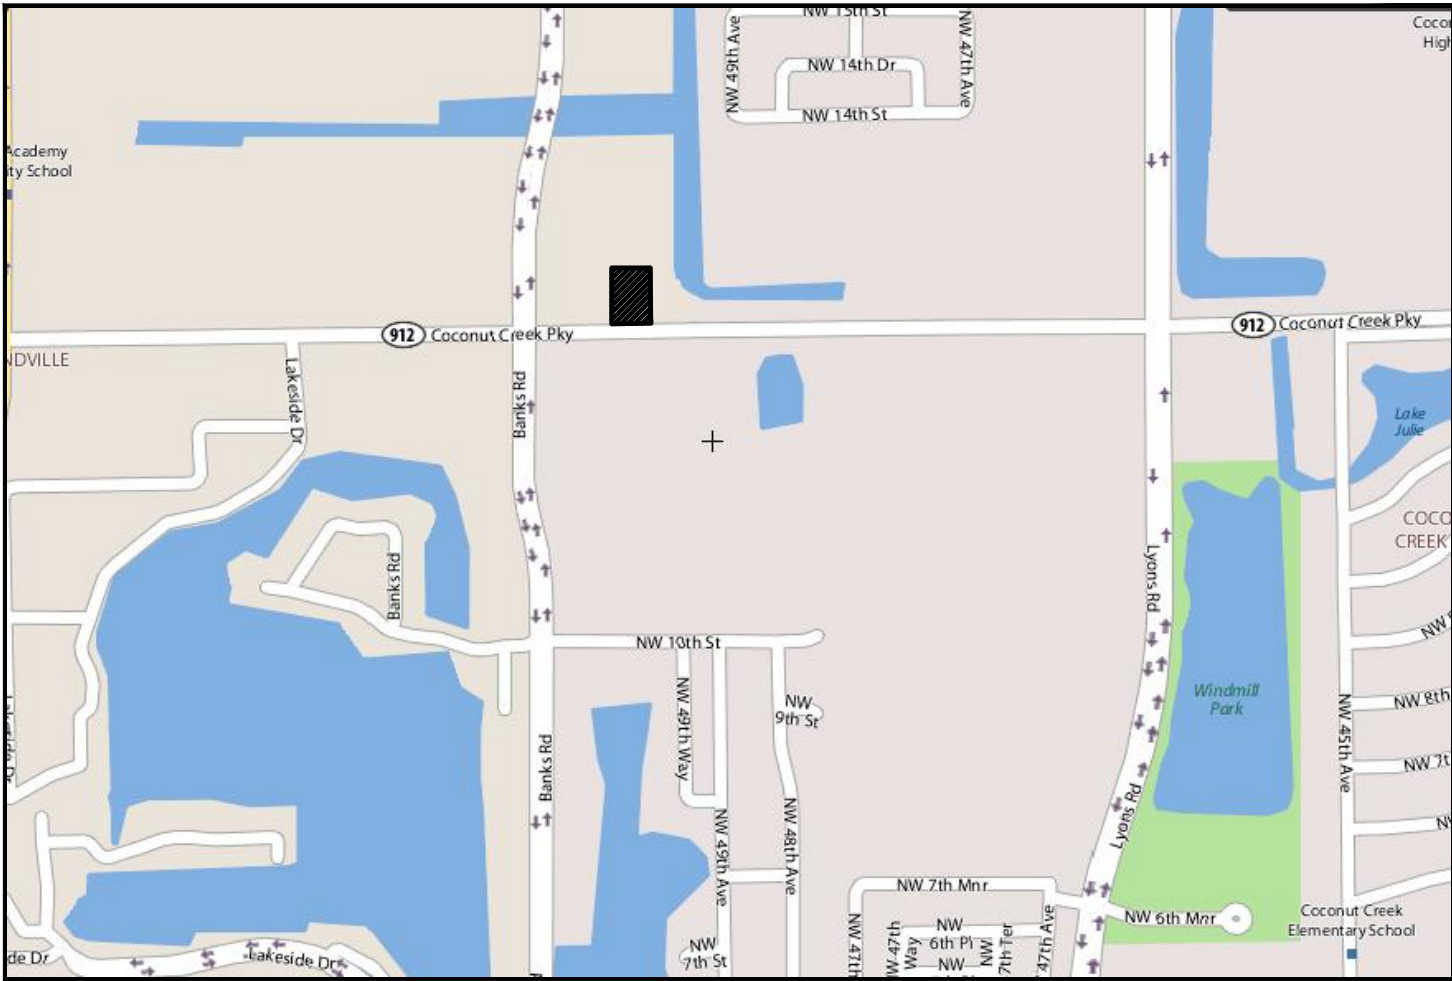 NW 15th St
Coco
High
NW 49th Ave
NW 47th Ave
NW 14th Dr
NW 14th St
Academy
ity School
912 Coconut Creek Pky
912 Coconut Creek Pky
NDVILLE
Lakeside Dr
Banks Rd
Lake
Julie
COCO
CREEK
Banks Rd
Lyons Rd
NW 10th St
NW
Windmill
Park
NW 8th
NW 49th Way
NW
9th St
Lakeside Dr
NW 45th Ave
Banks Rd
NW 7t
Lyons Rd
NW 49th Ave
NW 48th Ave
NW 7th Mnr
NW 6th Mnr
Coconut Creek
Elementary School
NW 47th
NW 47th
Way
NW
6th Pl
NW
NW
7th Ter
47th Ave
NW
7th St
de Dr
Lakeside Dr